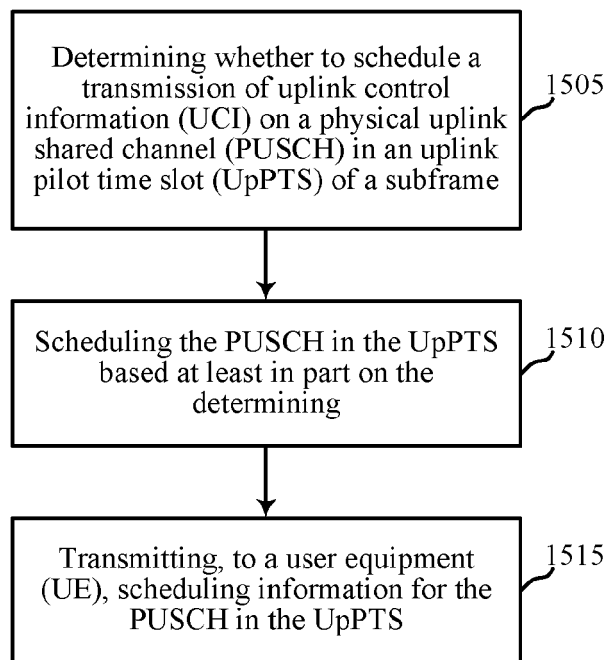 Determining whether to schedule a
transmission of uplink control
information (UCI) on a physical uplink
shared channel (PUSCH) in an uplink
pilot time slot (UpPTS) of a subframe
1505
Scheduling the PUSCH in the UpPTS
based at least in part on the
determining
1510
Transmitting, to a user equipment
(UE), scheduling information for the
PUSCH in the UpPTS
1515